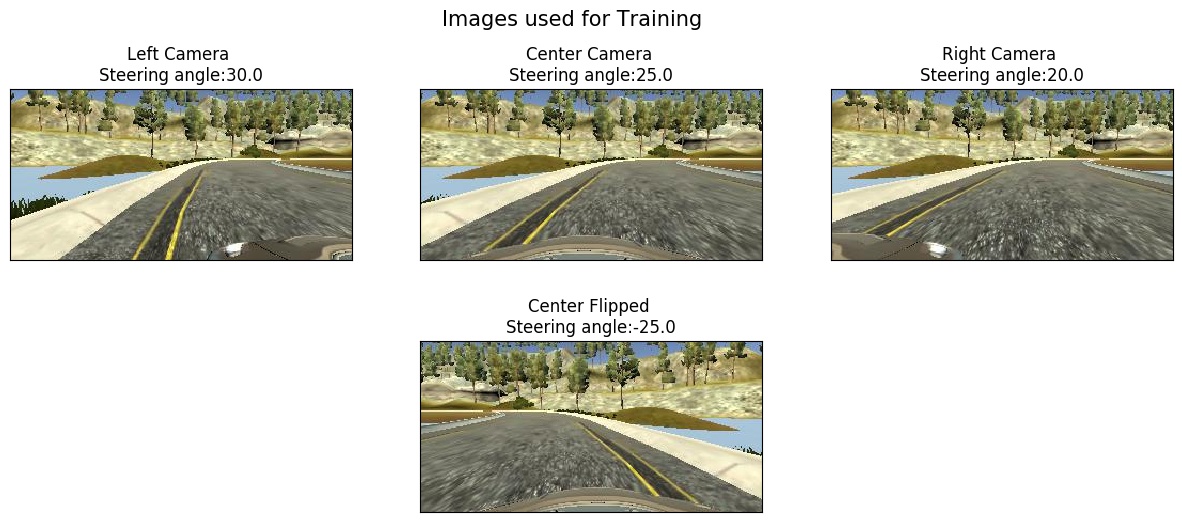 Images used for Training
Left Camera
Steering angle:30.0
Center Camera
Steering angle:25.0
Right Camera
Steering angle:20.0
Center Flipped
Steering angle:-25.0